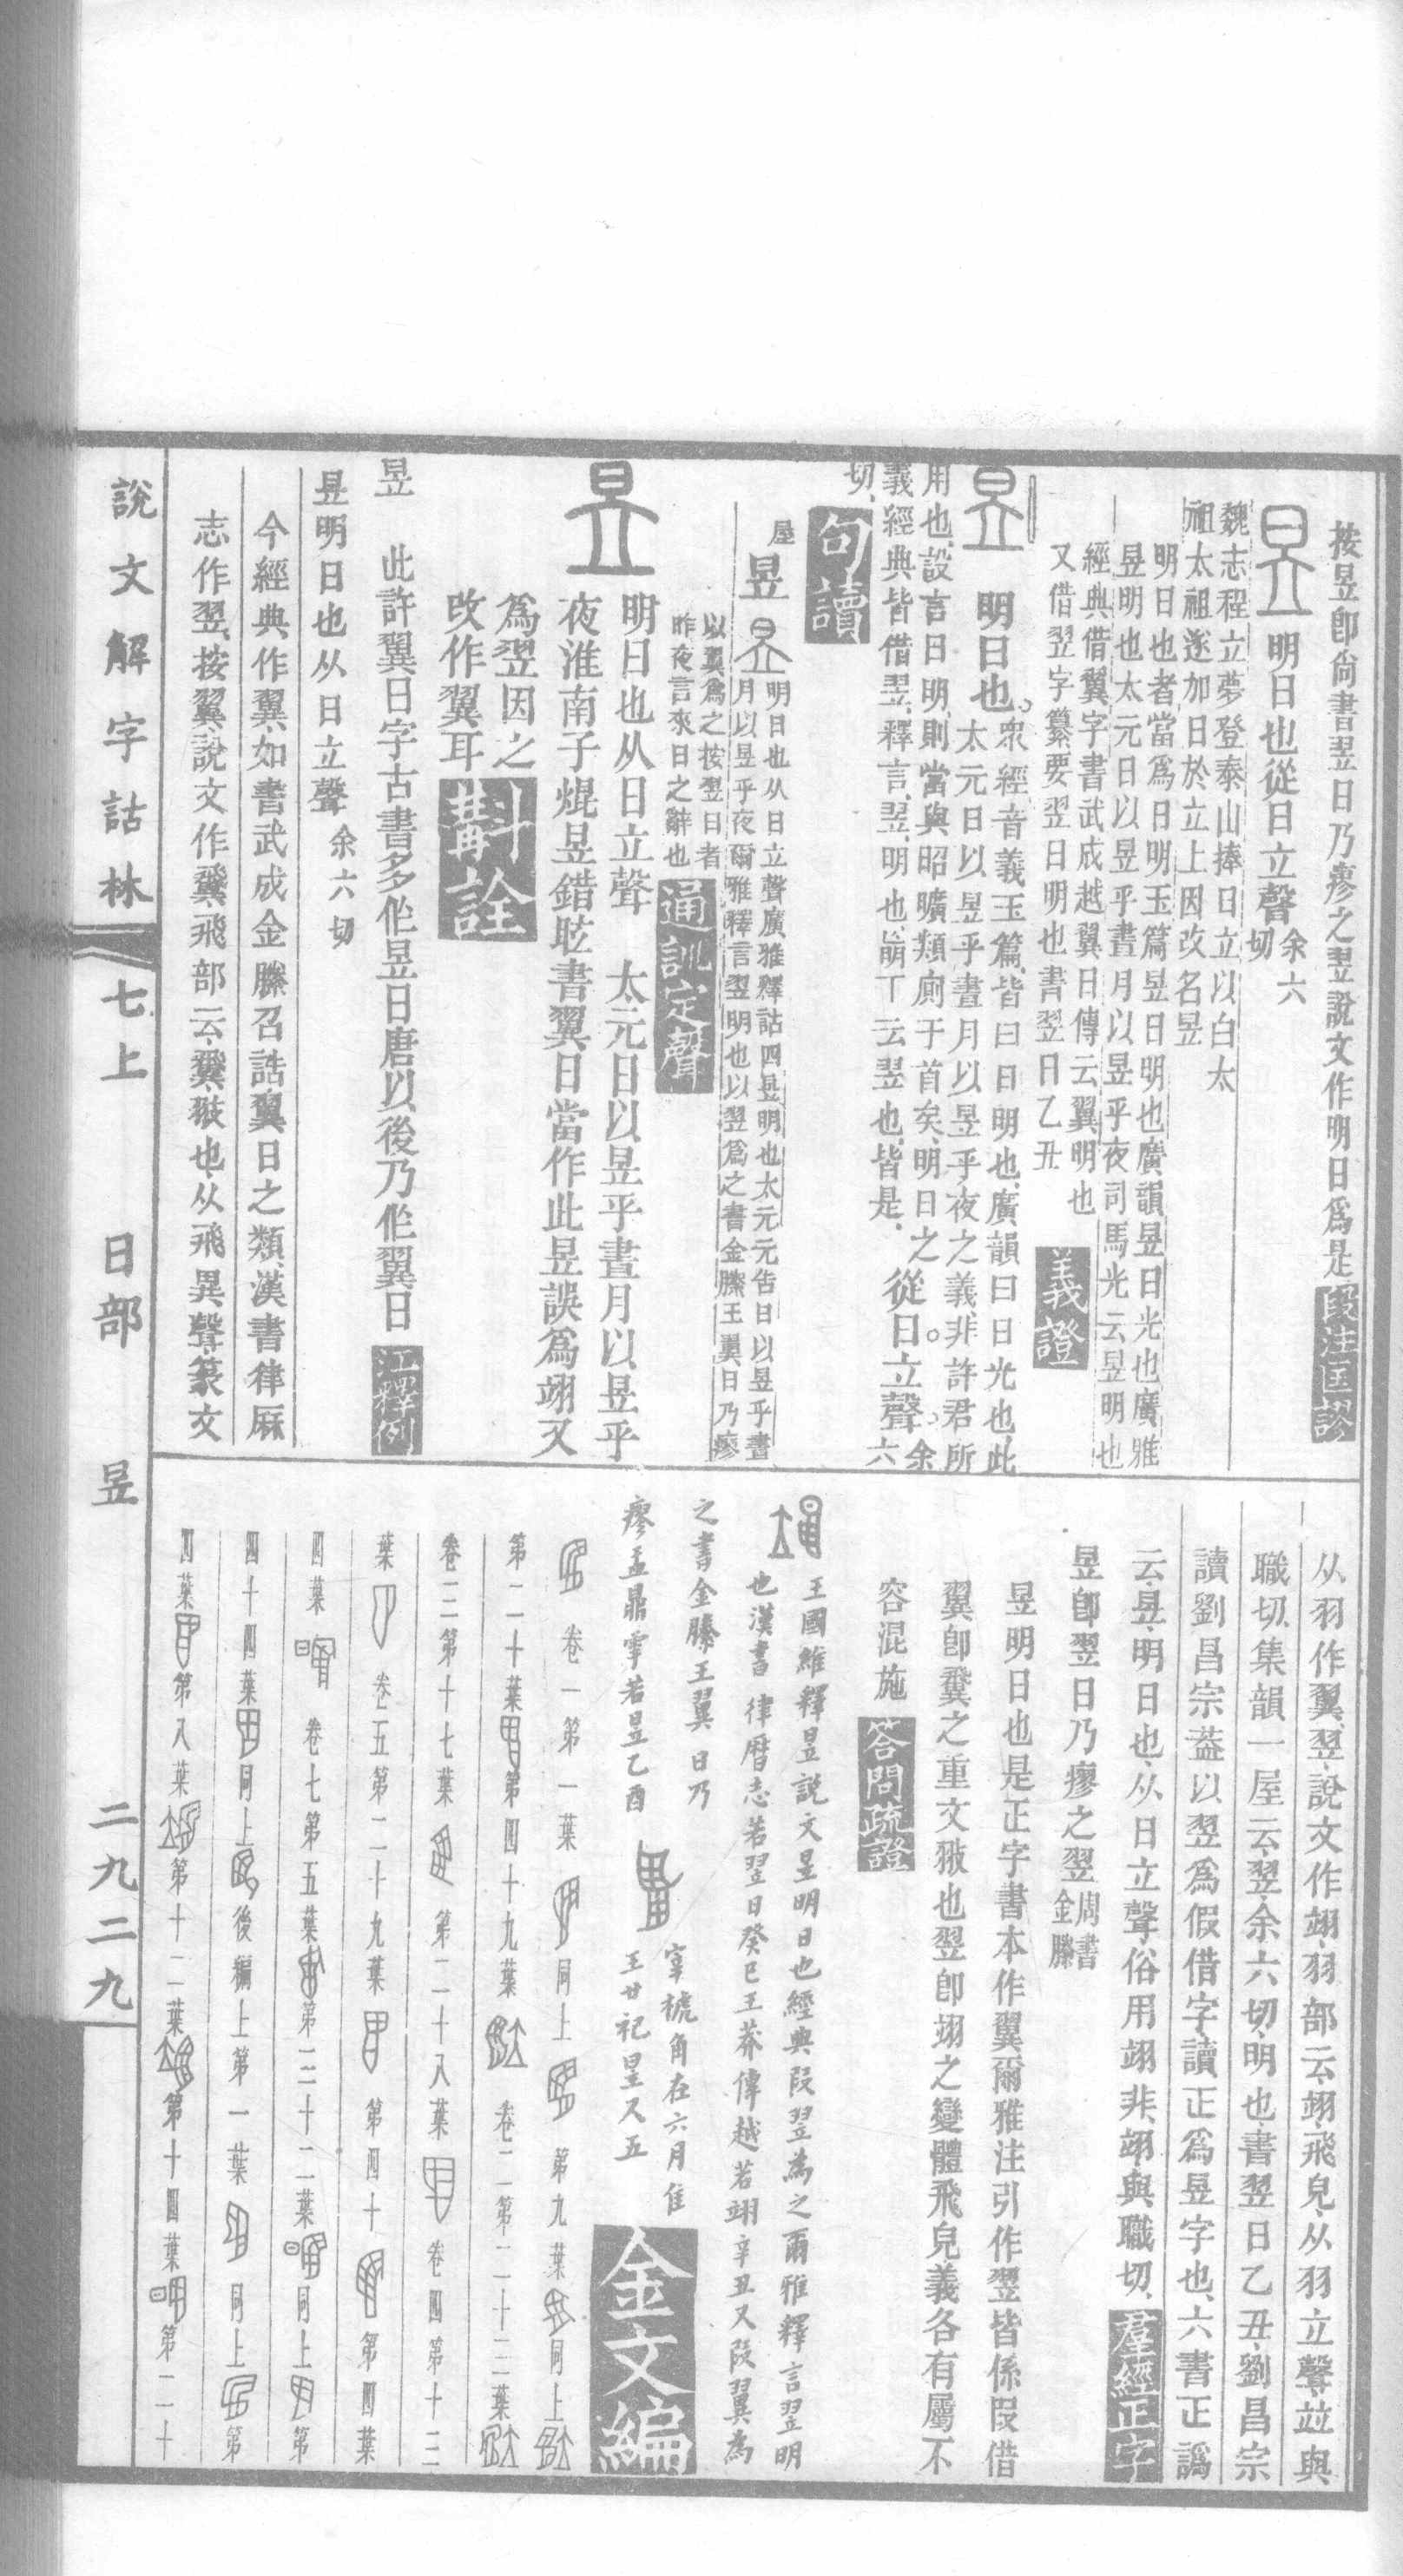 按昱卽尙書翌日乃瘳之翌說文作明日爲是段注匡謬
昱 明日也從日立聲余六切
魏志程立夢登泰山捧日立以白太
祖太祖遂加日於立上因改名昱
明日也者當爲日明玉篇昱日明也廣韻昱日光也廣雅
昱明也太元日以昱乎晝月以昱乎夜司馬光云昱明也
經典借翼字書武成越翼日傳云翼明也
又借翌字纂要翌日明也書翌日乙丑 義證
昱 明日也。衆經音義玉篇皆曰日明也、廣韻曰日光也、此
太元日以昱乎晝月以昱乎夜之義、非許君所
用也、設言日明、則當與昭曠類廁于首矣、明日之
義、經典皆借翌、釋言、翌、明也、 云翌也、皆是、從日立聲。余六
切、
句讀
屋 昱 明日也从日立聲廣雅釋詁四昱明也太元元告日以昱乎晝
月以昱乎夜爾雅釋言翌明也以翌爲之書金縢王翼日乃瘳
以翼爲之按翌日者
昨夜言來日之辭也 通訓定聲
昱 明日也从日立聲 太元日以昱乎晝月以昱乎
夜淮南子焜昱錯眩書翼日當作此昱誤爲翊又
爲翌因之
改作翼耳 斠詮
昱 此許翼日字古書多作昱日唐以後乃作翼日 江釋例
昱明日也从日立聲 余六切
今經典作翼、如書武成金縢召誥翼日之類、漢書律厤
志作翌、按翼、說文作䨻飛部云、䨻、翄也、从飛異聲、篆文
从羽作翼、翌、說文作翊、羽部云、翊、飛皃、从羽立聲、竝與
職切、集韻一屋云、翌、余六切、明也、書翌日乙丑、劉昌宗
讀劉昌宗葢以翌爲假借字、讀正爲昱字也、六書正譌
云、昱、明日也、从日立聲俗用翊非、翊、與職切、 羣經正字
昱卽翌日乃瘳之翌周書金縢
昱明日也是正字書本作翼爾雅注引作翌皆係叚借
翼卽䨻之重文翄也翌卽翊之變體飛皃義各有屬不
容混施 答問疏證
王國維釋昱說文昱明日也經典叚翌為之爾雅釋言翌明
也漢書律曆志若翌日癸巳王莽傳越若翊辛丑又叚翼為
之書金縢王翼日乃
瘳盂鼎雩若昱乙酉
宰椃角在六月隹
王廿祀昱又五 金文編
卷一第一葉 同上 第九葉 同上
第二十葉 第四十九葉 卷二第二十三葉
卷三第十七葉 第二十八葉 卷四第十三
葉 卷五第二十九葉 第四十 第四葉
四葉 卷七第五葉 第三十二葉 同上 第
四十四葉 同上 後編上第一葉 同上 第
四葉 第八葉 第十二葉 第十四葉 第二十
說文解字詁林 七上 日部 昱 二九二九